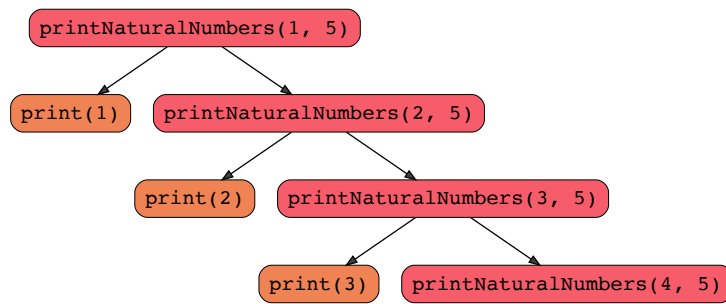 printNaturalNumbers(1, 5)
print(1)
printNaturalNumbers(2, 5)
print(2)
printNaturalNumbers(3, 5)
print(3)
printNaturalNumbers(4, 5)